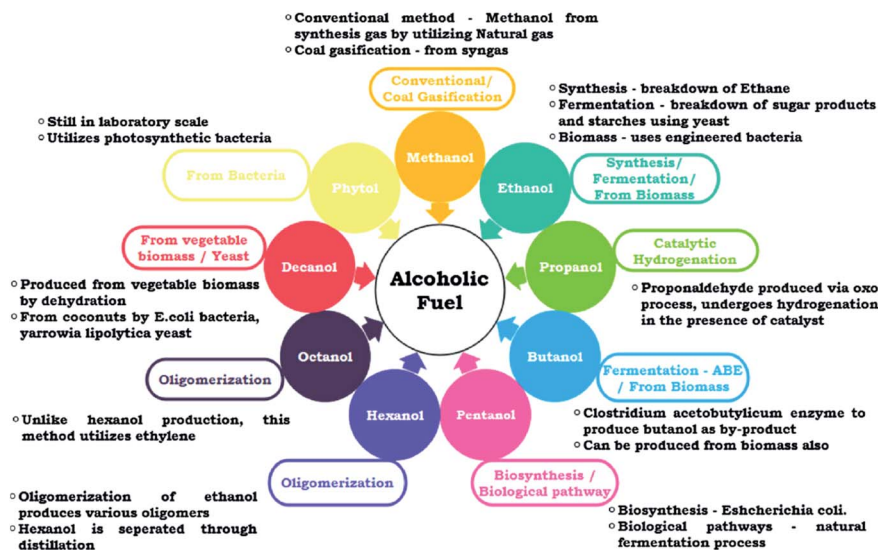 Conventional method - Methanol from
synthesis gas by utilizing Natural gas
Coal gasification - from syngas
Conventional/
Coal Gasification
Methanol
Synthesis - breakdown of Ethane
Fermentation - breakdown of sugar products
and starches using yeast
Biomass - uses engineered bacteria
Synthesis/
Fermentation/
From Biomass
Ethanol
Catalytic
Hydrogenation
Propanol
Proponaldehyde produced via oxo
process, undergoes hydrogenation
in the presence of catalyst
Butanol
Fermentation - ABE
/ From Biomass
Clostridium acetobutylicum enzyme to
produce butanol as by-product
Can be produced from biomass also
Pentanol
Biosynthesis /
Biological pathway
Biosynthesis - Eshcherichia coli.
Biological pathways - natural
fermentation process
Hexanol
Oligomerization
Oligomerization of ethanol
produces various oligomers
Hexanol is seperated through
distillation
Octanol
Oligomerization
Unlike hexanol production, this
method utilizes ethylene
Decanol
From vegetable
biomass / Yeast
Produced from vegetable biomass
by dehydration
From coconuts by E.coli bacteria,
yarrowia lipolytica yeast
Phytol
From Bacteria
Still in laboratory scale
Utilizes photosynthetic bacteria
Alcoholic
Fuel